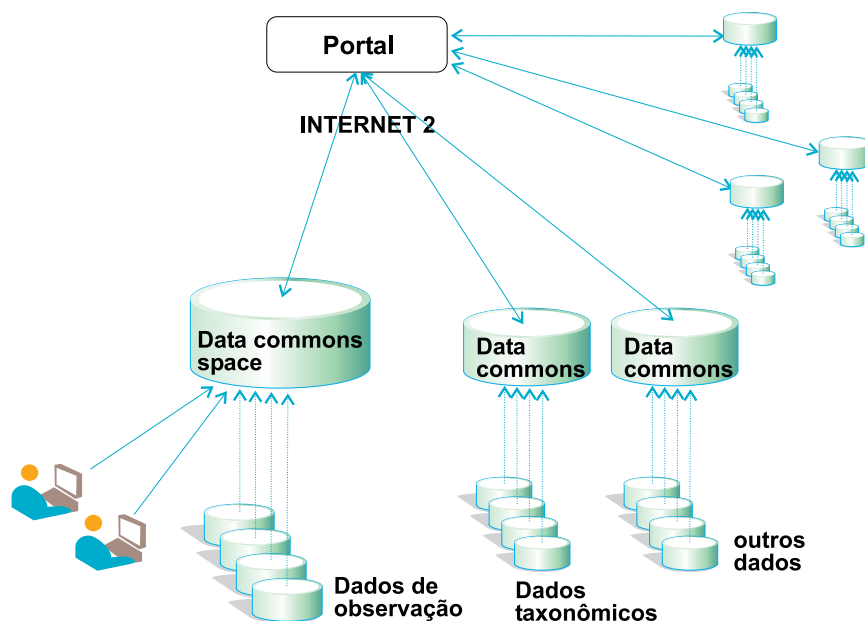 Portal
INTERNET 2
Data commons
space
Data
commons
Data
commons
Dados de
observação
Dados
taxonômicos
outros
dados